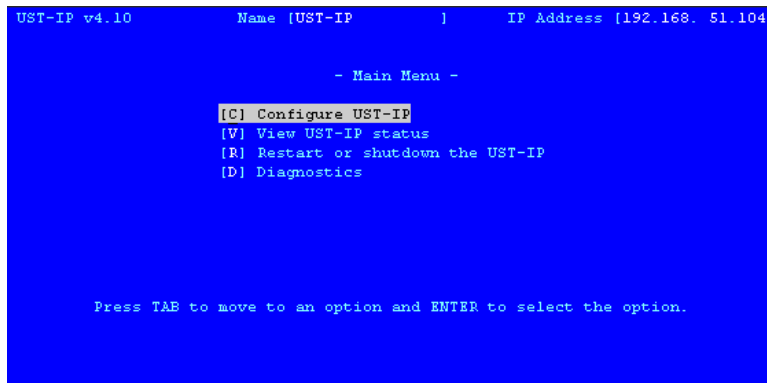 UST-IP v4.10 Name [UST-IP ] IP Address [192.168. 51.104
- Main Menu -
[C] Configure UST-IP
[V] View UST-IP status
[R] Restart or shutdown the UST-IP
[D] Diagnostics
Press TAB to move to an option and ENTER to select the option.